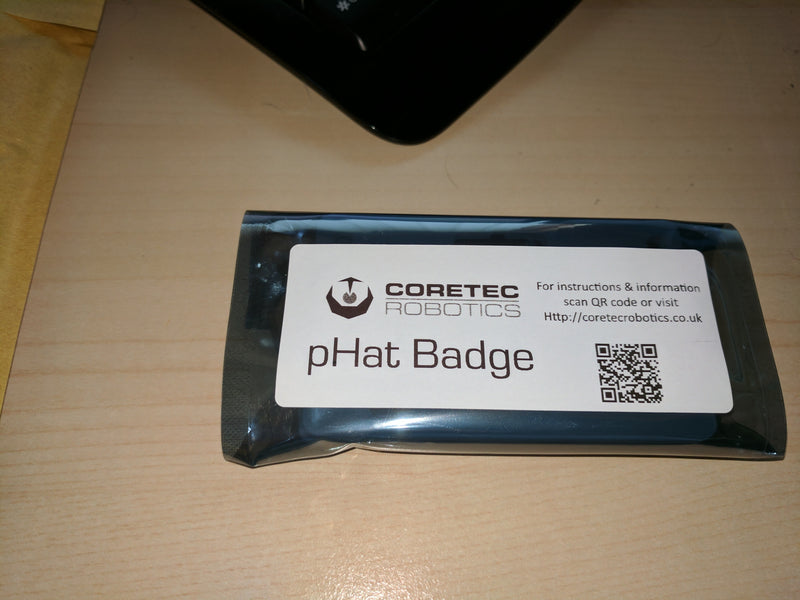 CORETEC
ROBOTICS
pHat Badge
For instructions & information
scan QR code or visit
Http://coretecrobotics.co.uk